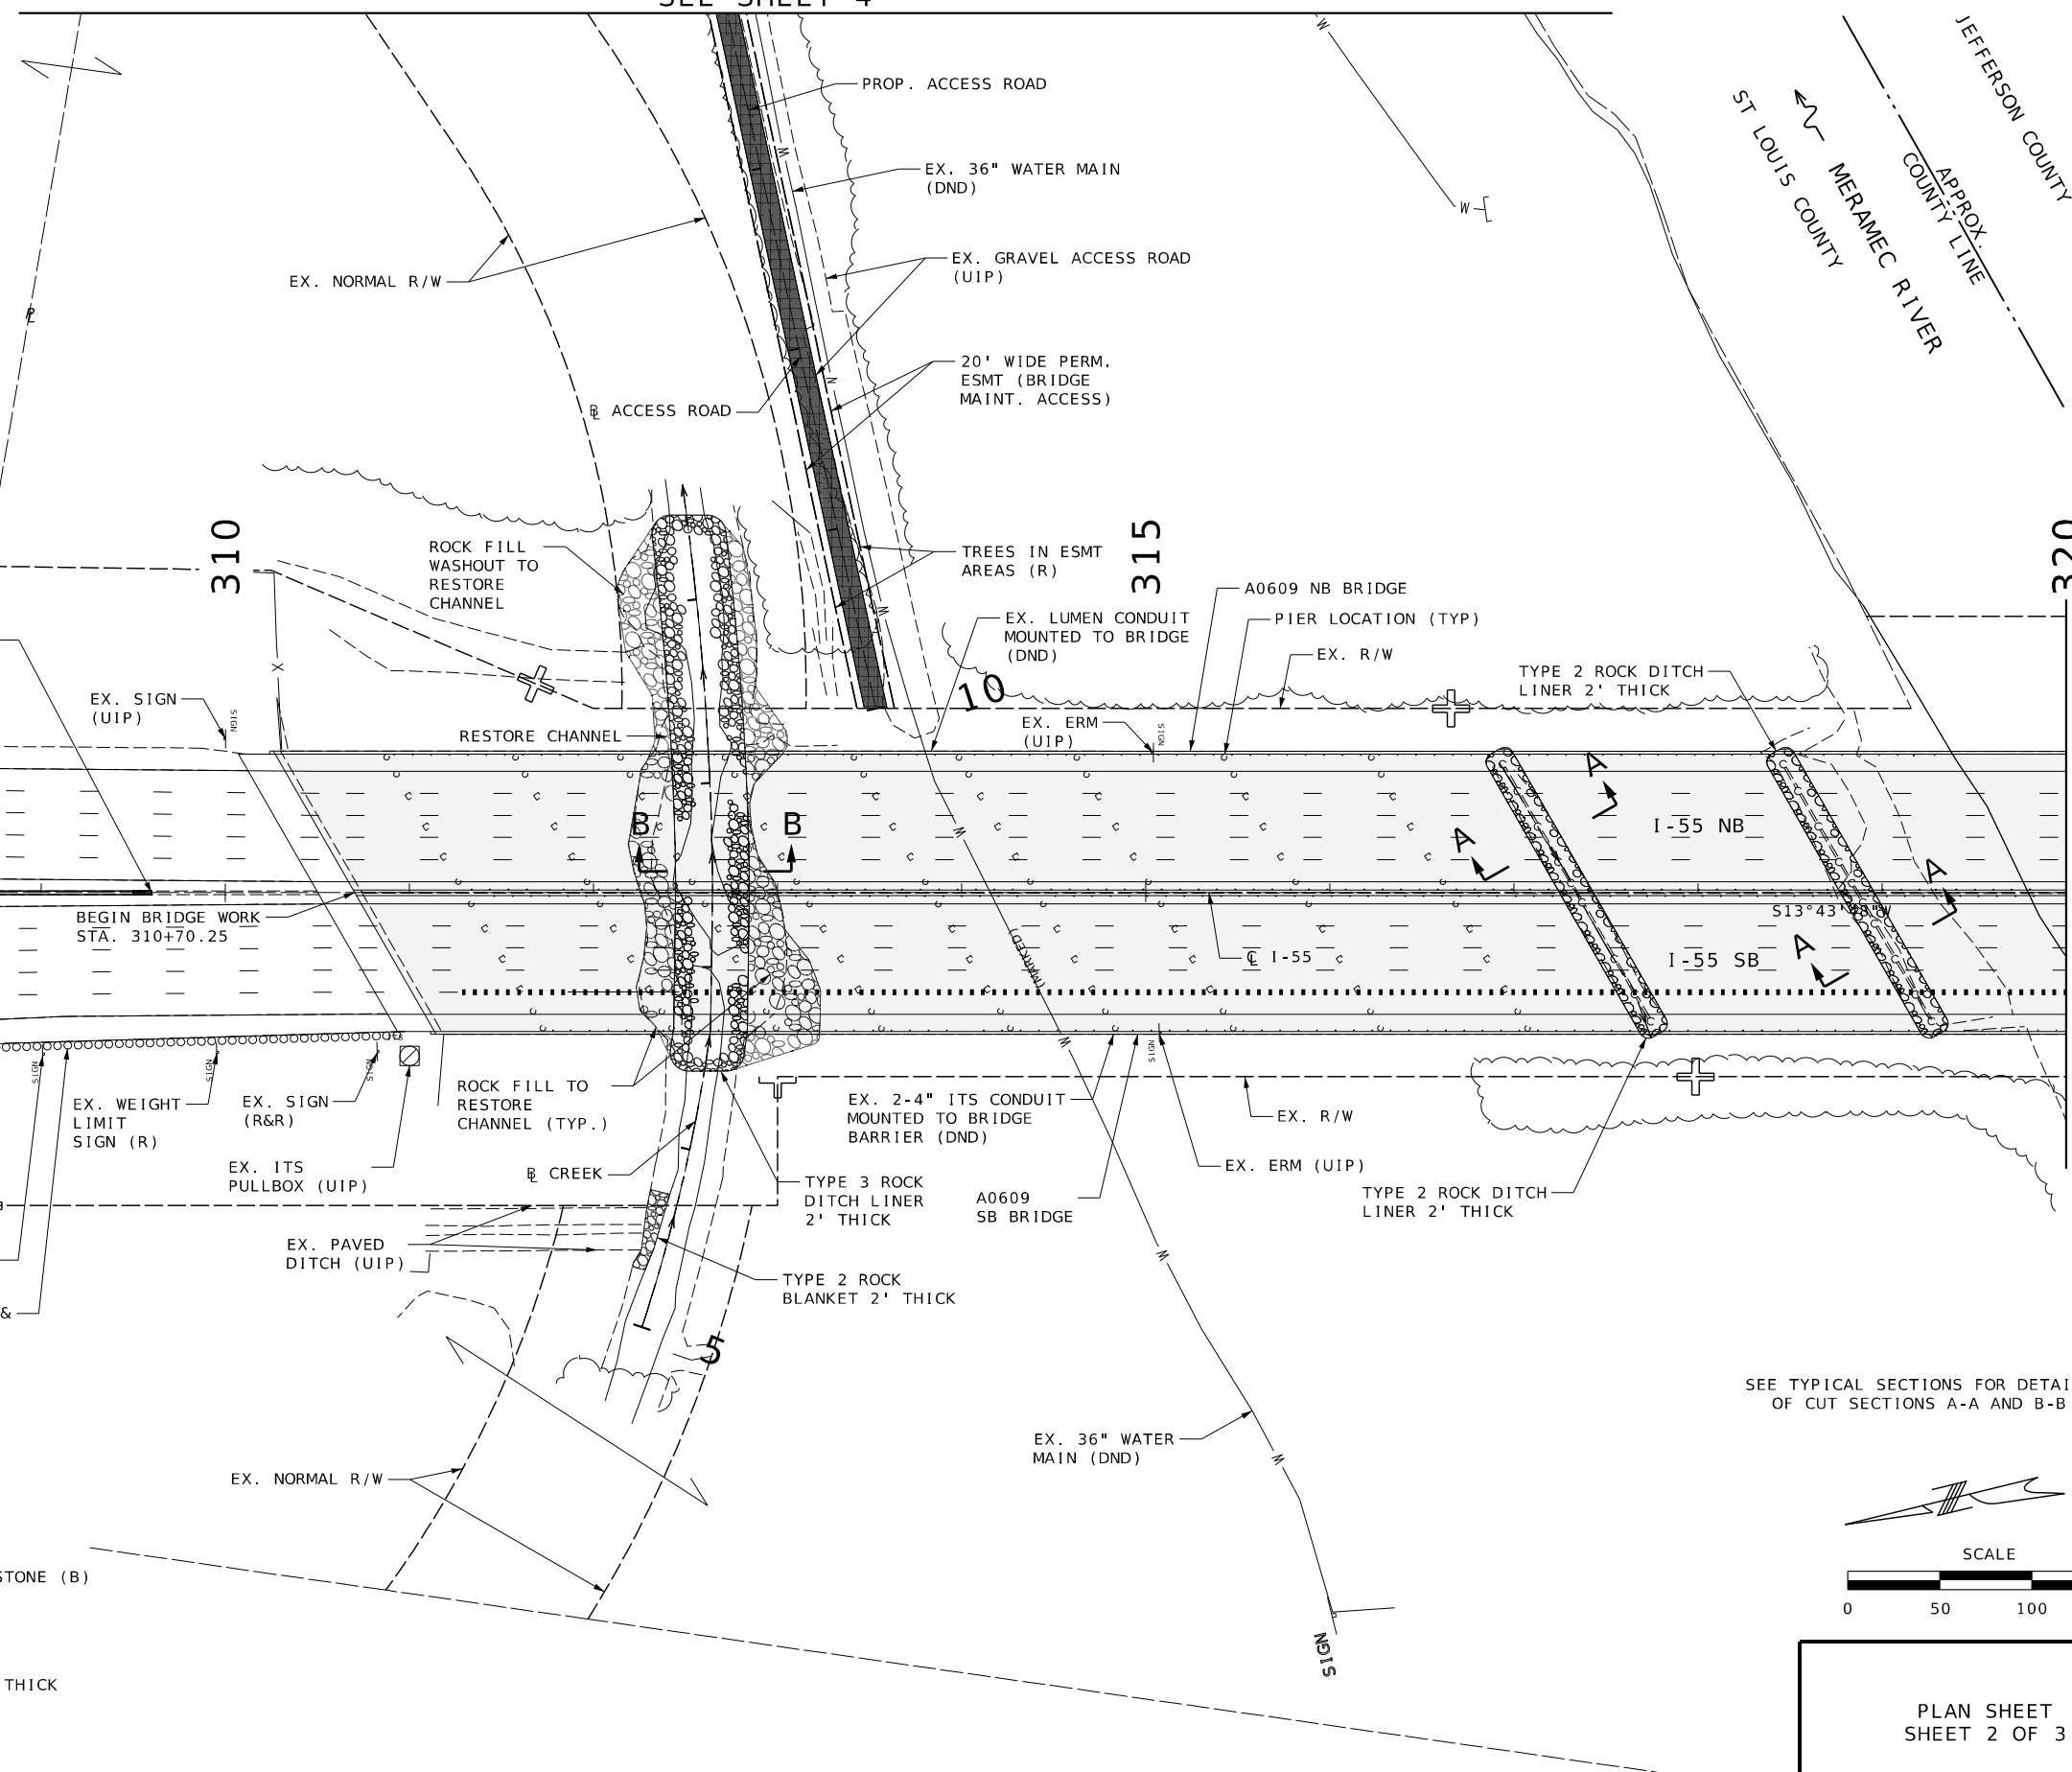 SEE SHEET 4
PROP. ACCESS ROAD
EX. 36" WATER MAIN
(DND)
EX. GRAVEL ACCESS ROAD
(UIP)
EX. NORMAL R/W
20' WIDE PERM.
ESMT (BRIDGE
MAINT. ACCESS)
ACCESS ROAD
JEFFERSON COUNTY
APPROX.
COUNTY LINE
MERAMEC RIVER
ST LOUIS COUNTY
W
W
310
315
320
ROCK FILL
WASHOUT TO
RESTORE
CHANNEL
TREES IN ESMT
AREAS (R)
A0609 NB BRIDGE
PIER LOCATION (TYP)
EX. LUMEN CONDUIT
MOUNTED TO BRIDGE
(DND)
EX. R/W
TYPE 2 ROCK DITCH
LINER 2' THICK
X
EX. SIGN
(UIP)
SIGN
10
EX. ERM
(UIP)
SIGN
RESTORE CHANNEL
A
A
B
B
I-55 NB
A
BEGIN BRIDGE WORK
STA. 310+70.25
(MARKED)
I-55
I-55 SB
A
SIGN
SIGN
SIGN
SIGN
EX. WEIGHT
LIMIT
SIGN (R)
EX. SIGN
(R&R)
ROCK FILL TO
RESTORE
CHANNEL (TYP.)
EX. 2-4" ITS CONDUIT
MOUNTED TO BRIDGE
BARRIER (DND)
EX. R/W
EX. ITS
PULLBOX (UIP)
CREEK
TYPE 3 ROCK
DITCH LINER
2' THICK
A0609
SB BRIDGE
EX. ERM (UIP)
TYPE 2 ROCK DITCH
LINER 2' THICK
EX. PAVED
DITCH (UIP)
TYPE 2 ROCK
BLANKET 2' THICK
&
5
SEE TYPICAL SECTIONS FOR DETAI
OF CUT SECTIONS A-A AND B-B
EX. 36" WATER
MAIN (DND)
EX. NORMAL R/W
STONE (B)
SCALE
0 50 100
SIGN
THICK
PLAN SHEET
SHEET 2 OF 3